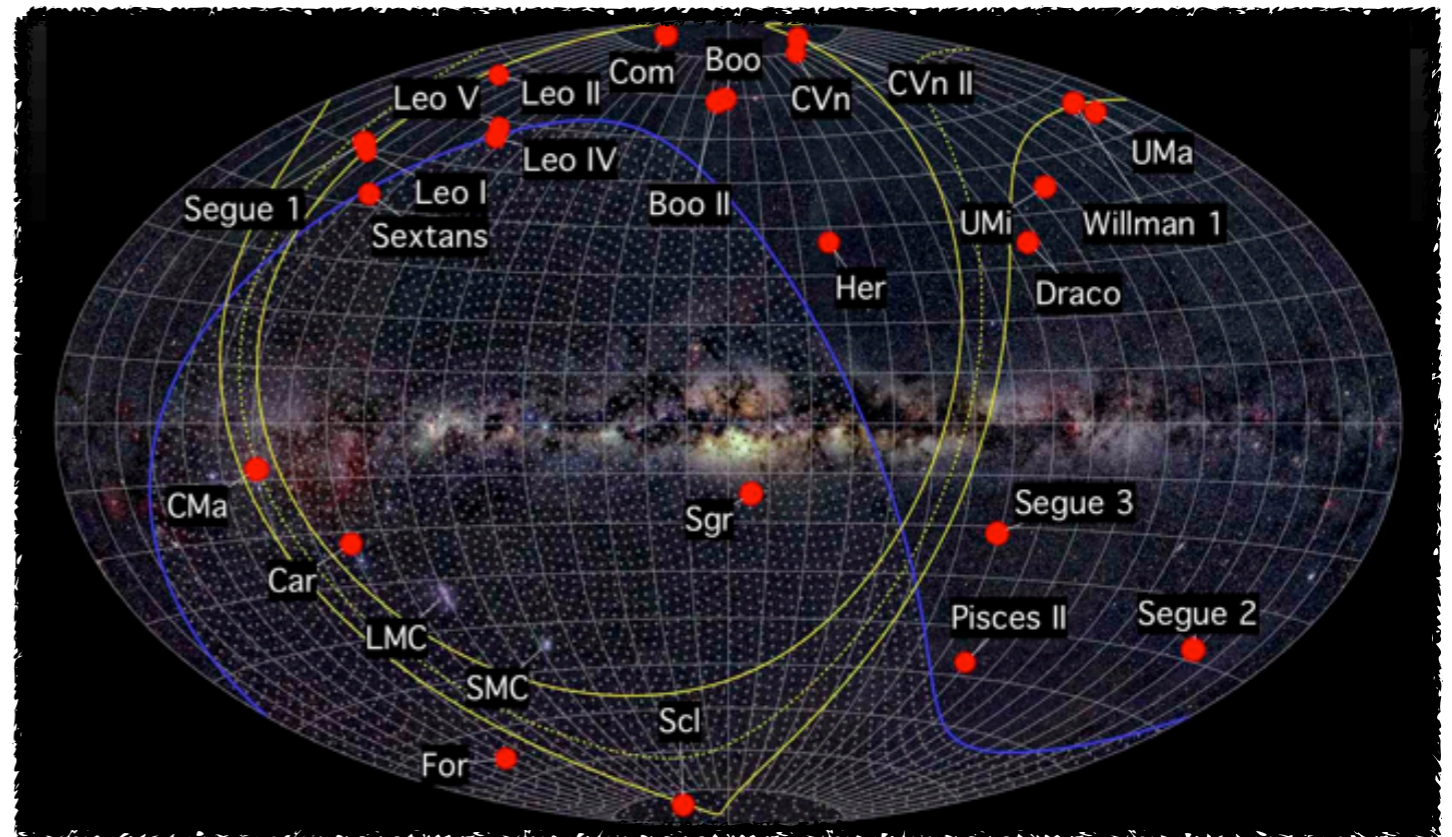 Boo
Com
CVn II
Leo II
Leo V
CVn
UMa
Leo IV
Leo I
Boo II
Segue 1
UMi
Willman 1
Sextans
Her
Draco
CMa
Segue 3
Sgr
Car
Pisces II
Segue 2
LMC
SMC
Scl
For